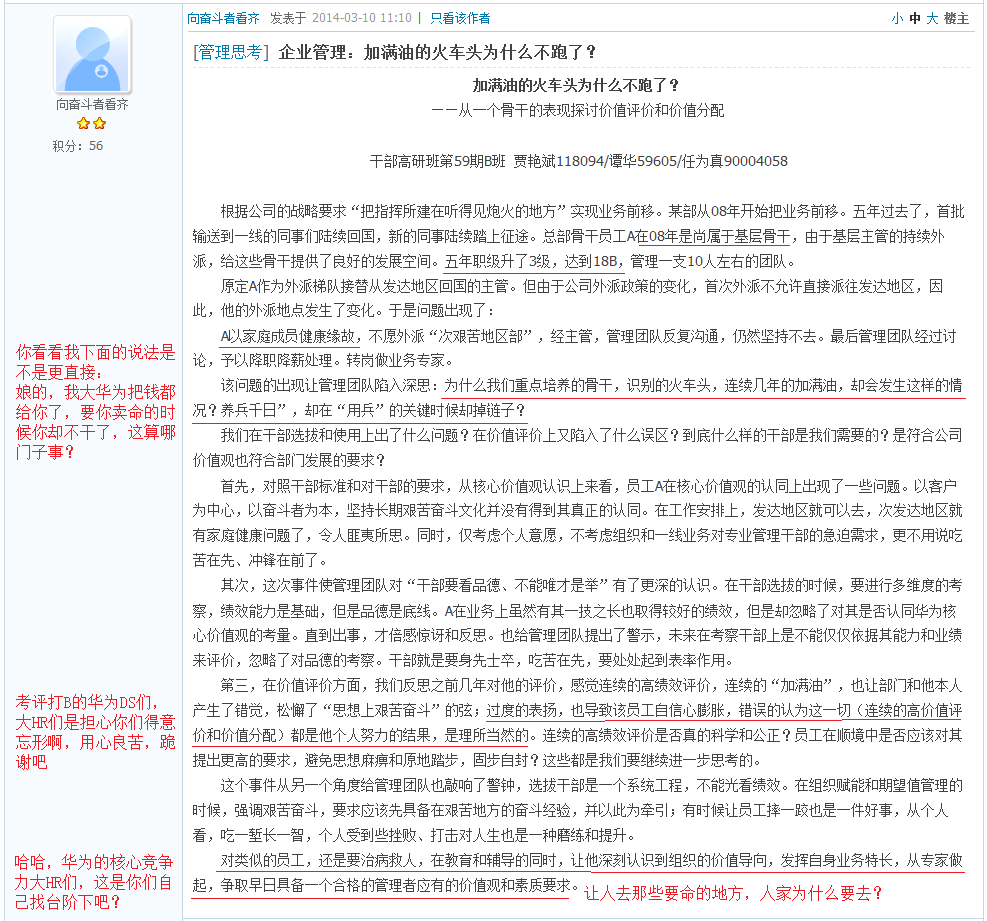 向奋斗者看齐 发表于 2014-03-10 11:10 | 只看该作者
小 中 大 楼主
向奋斗者看齐
积分：56
[管理思考] 企业管理：加满油的火车头为什么不跑了？
加满油的火车头为什么不跑了？
——从一个骨干的表现探讨价值评价和价值分配
干部高研班第59期B班 贾艳斌118094/谭华59605/任为真90004058
根据公司的战略要求“把指挥所建在听得见炮火的地方”实现业务前移。某部从08年开始把业务前移。五年过去了，首批
输送到一线的同事们陆续回国，新的同事陆续踏上征途。总部骨干员工A在08年是尚属于基层骨干，由于基层主管的持续外
派，给这些骨干提供了良好的发展空间。五年职级升了3级，达到18B，管理一支10人左右的团队。
原定A作为外派梯队接替从发达地区回国的主管。但由于公司外派政策的变化，首次外派不允许直接派往发达地区，因
此，他的外派地点发生了变化。于是问题出现了：
A以家庭成员健康缘故，不愿外派“次艰苦地区部”，经主管，管理团队反复沟通，仍然坚持不去。最后管理团队经过讨
论，予以降职降薪处理。转岗做业务专家。
该问题的出现让管理团队陷入深思：为什么我们重点培养的骨干，识别的火车头，连续几年的加满油，却会发生这样的情
况？养兵千日”，却在“用兵”的关键时候却掉链子？
我们在干部选拔和使用上出了什么问题？在价值评价上又陷入了什么误区？到底什么样的干部是我们需要的？是符合公司
价值观也符合部门发展的要求？
首先，对照干部标准和对干部的要求，从核心价值观认识上来看，员工A在核心价值观的认同上出现了一些问题。以客户
为中心，以奋斗者为本，坚持长期艰苦奋斗文化并没有得到其真正的认同。在工作安排上，发达地区就可以去，次发达地区就
有家庭健康问题了，令人匪夷所思。同时，仅考虑个人意愿，不考虑组织和一线业务对专业管理干部的急迫需求，更不用说吃
苦在先、冲锋在前了。
其次，这次事件使管理团队对“干部要看品德、不能唯才是举”有了更深的认识。在干部选拔的时候，要进行多维度的考
察，绩效能力是基础，但是品德是底线。A在业务上虽然有其一技之长也取得较好的绩效，但是却忽略了对其是否认同华为核
心价值观的考量。直到出事，才倍感惊讶和反思。也给管理团队提出了警示，未来在考察干部上是不能仅仅依据其能力和业绩
来评价，忽略了对品德的考察。干部就是要身先士卒，吃苦在先，要处处起到表率作用。
第三，在价值评价方面，我们反思之前几年对他的评价，感觉连续的高绩效评价，连续的“加满油”，也让部门和他本人
产生了错觉，松懈了“思想上艰苦奋斗”的弦；过度的表扬，也导致该员工自信心膨胀，错误的认为这一切（连续的高价值评
价和价值分配）都是他个人努力的结果，是理所当然的。连续的高绩效评价是否真的科学和公正？员工在顺境中是否应该对其
提出更高的要求，避免思想麻痹和原地踏步，固步自封？这些都是我们要继续进一步思考的。
这个事件从另一个角度给管理团队也敲响了警钟，选拔干部是一个系统工程，不能光看绩效。在组织赋能和期望值管理的
时候，强调艰苦奋斗，要求应该先具备在艰苦地方的奋斗经验，并以此为牵引；有时候让员工摔一跤也是一件好事，从个人
看，吃一堑长一智，个人受到些挫败、打击对人生也是一种磨练和提升。
对类似的员工，还是要治病救人，在教育和辅导的同时，让他深刻认识到组织的价值导向，发挥自身业务特长，从专家做
起，争取早日具备一个合格的管理者应有的价值观和素质要求。
让人去那些要命的地方，人家为什么要去？
你看看我下面的说法是
不是更直接：
娘的，我大华为把钱都
给你了，要你卖命的时
候你却不干了，这算哪
门子事？
考评打B的华为DS们，
大HR们是担心你们得意
忘形啊，用心良苦，跪
谢吧
哈哈，华为的核心竞争
力大HR们，这是你们自
己找台阶下吧？